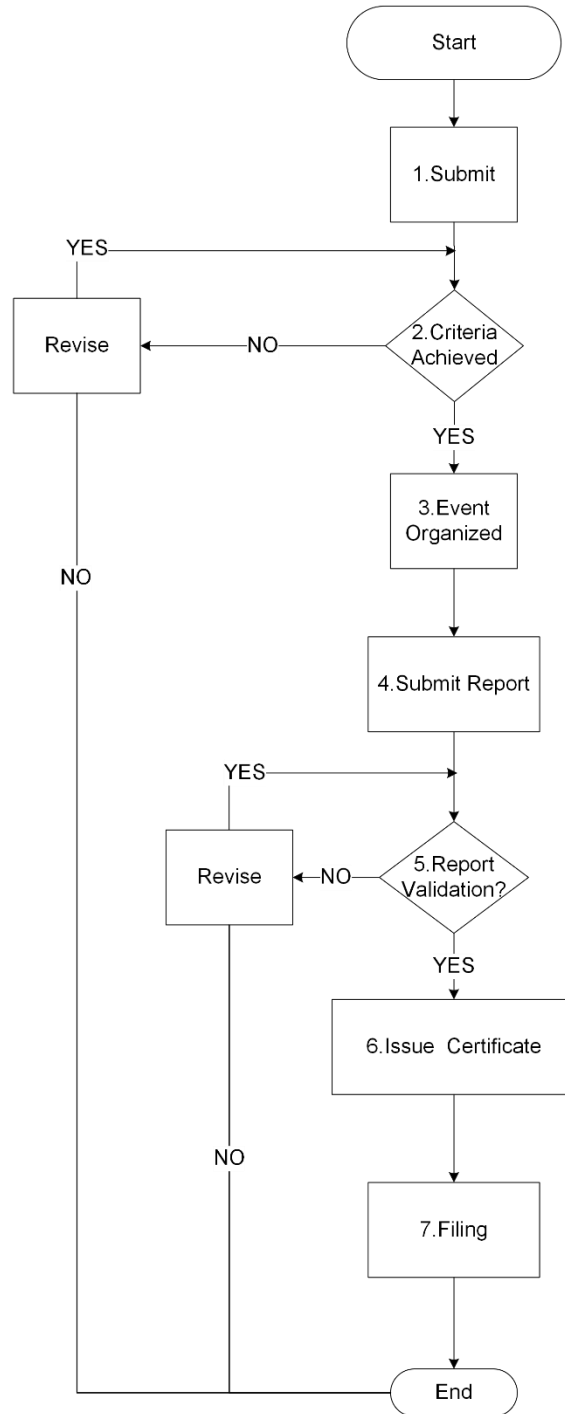 Start
1.Submit
YES
2.Criteria
Achieved
NO
Revise
YES
3.Event
Organized
NO
4.Submit Report
YES
5.Report
Validation?
NO
Revise
YES
6.Issue Certificate
NO
7.Filing
End